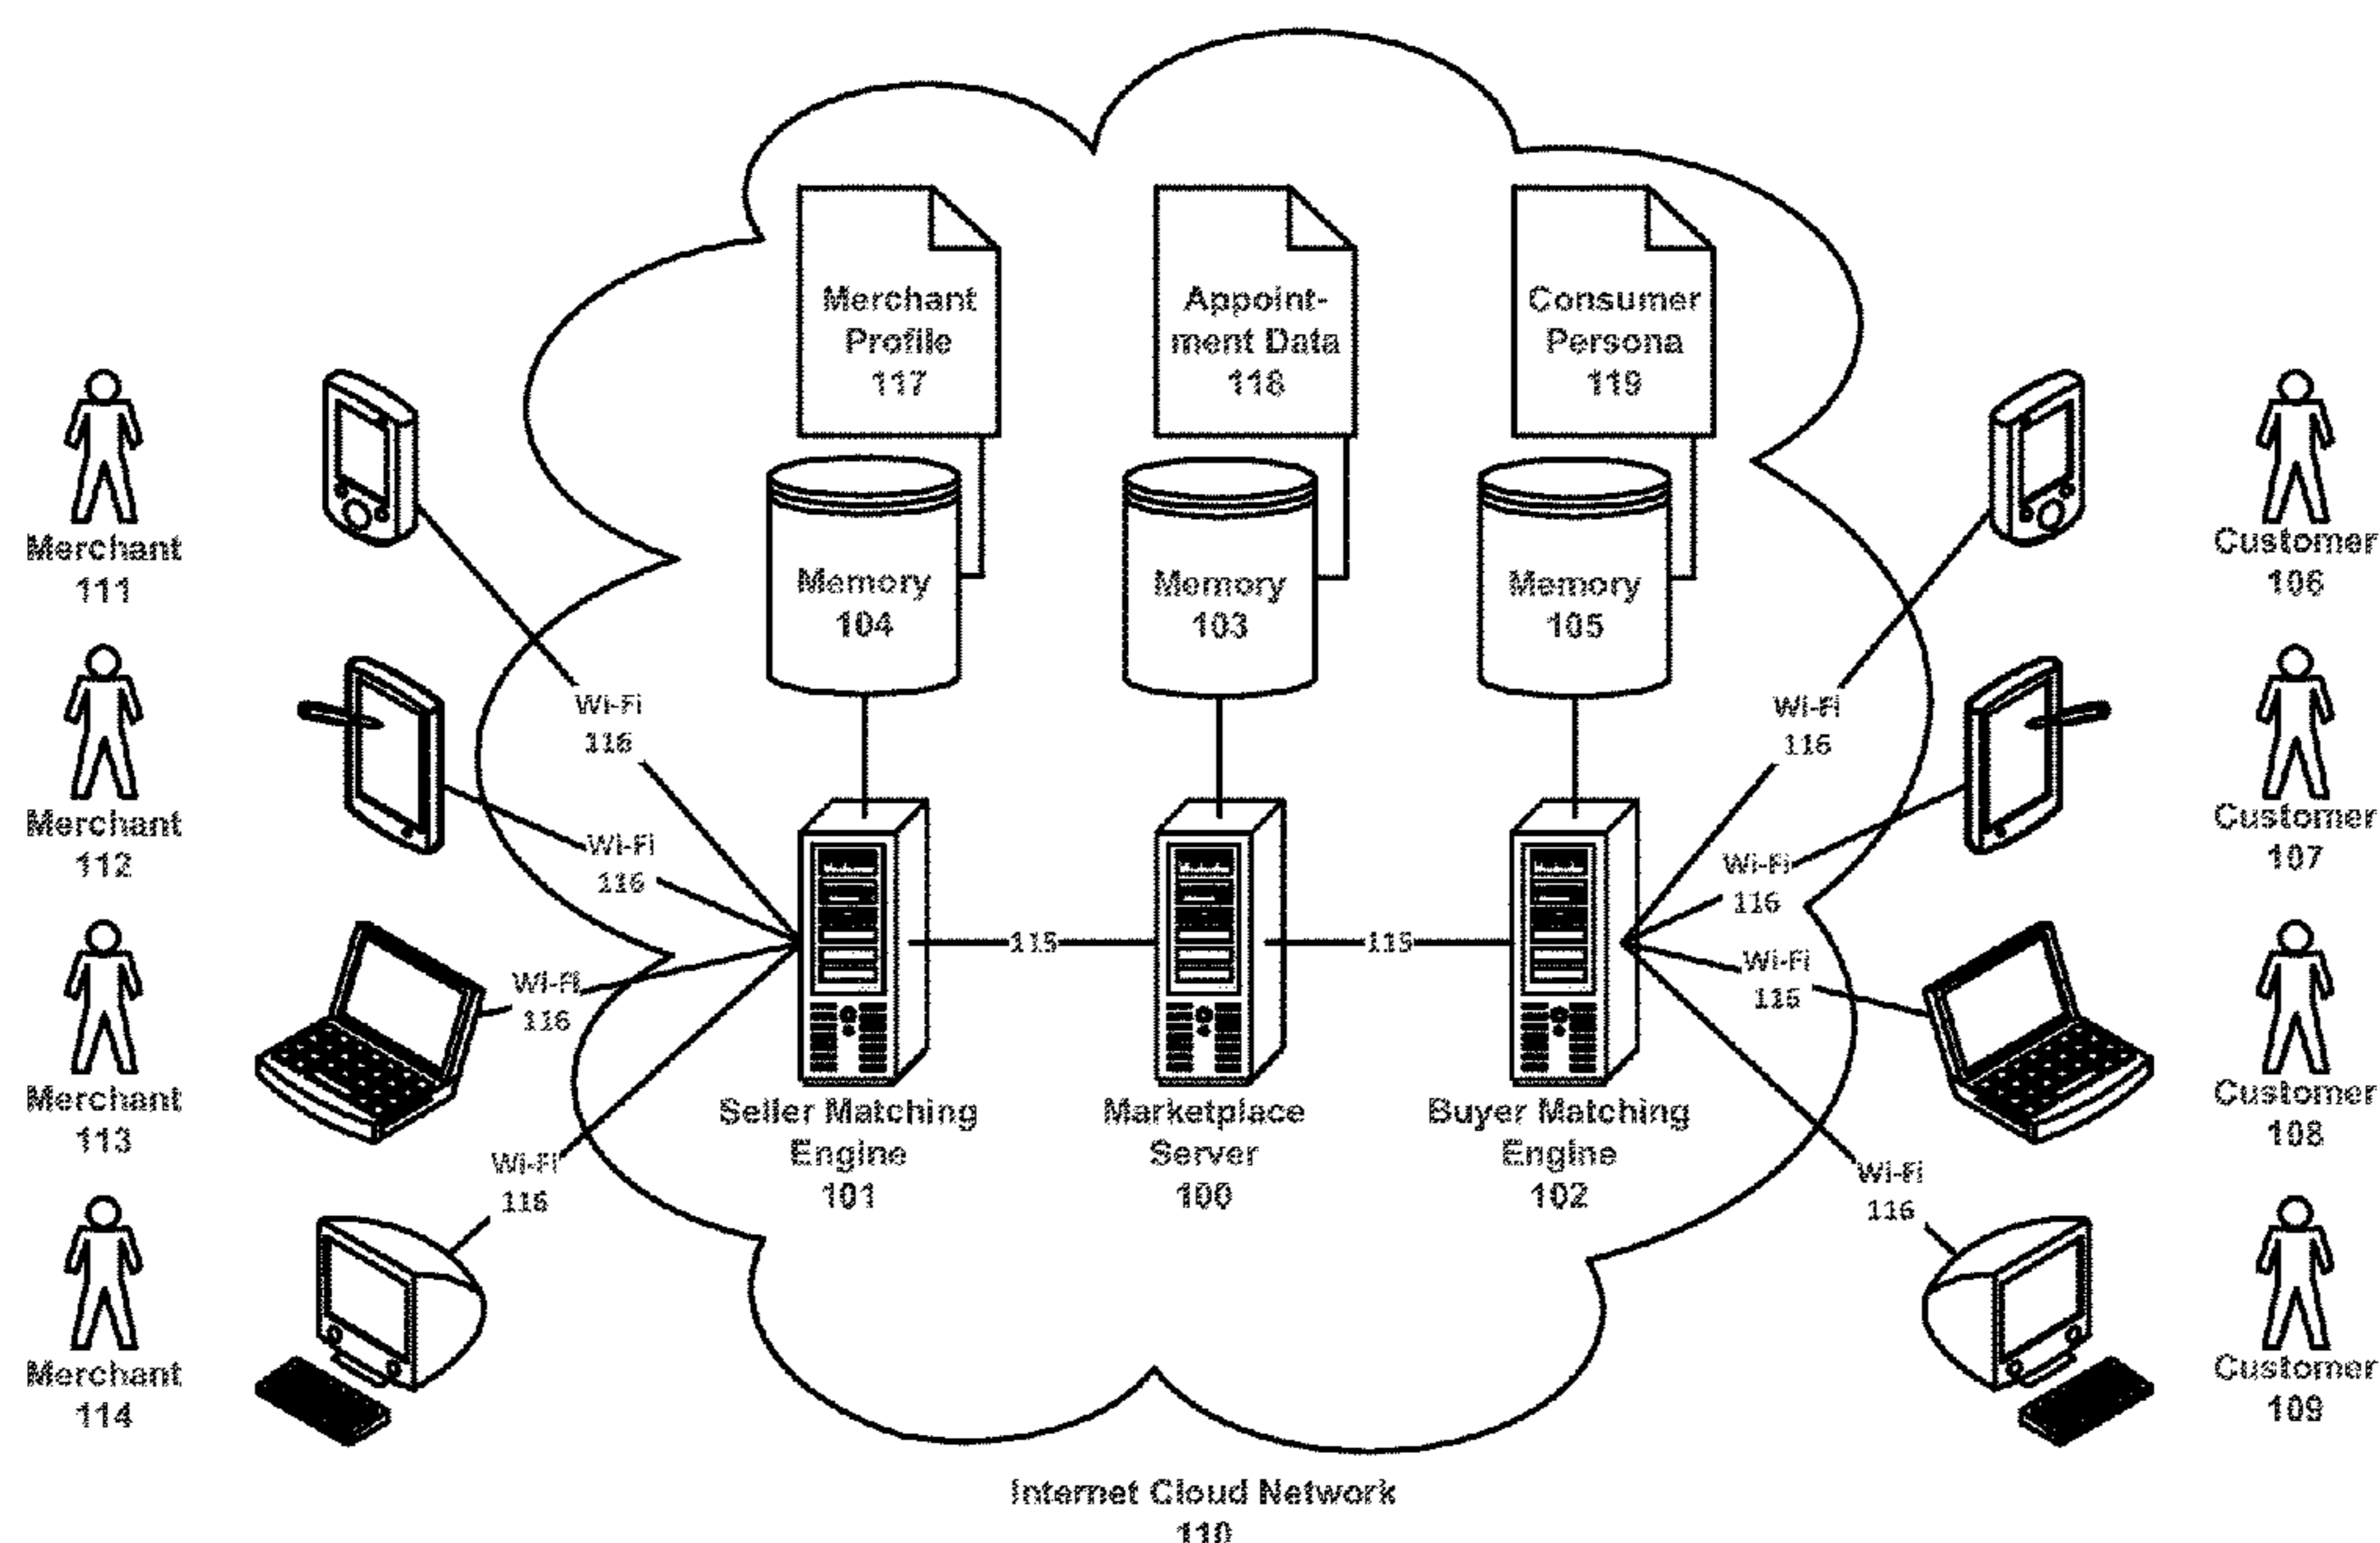 Merchant
Profile
117
Appoint-
ment Data
118
Consumer
Persona
119
Merchant
111
Memory
104
Memory
103
Memory
105
Customer
106
Wi-Fi
116
Wi-Fi
116
Merchant
112
Wi-Fi
116
Wi-Fi
116
Customer
107
115
115
Wi-Fi
116
Wi-Fi
116
Merchant
113
Seller Matching
Engine
101
Marketplace
Server
100
Buyer Matching
Engine
102
Customer
108
Wi-Fi
116
Wi-Fi
116
Merchant
114
Customer
109
Internet Cloud Network
110